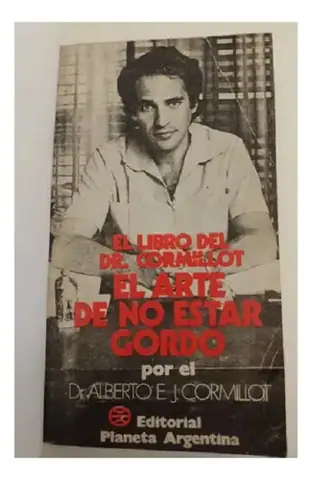 EL LIBRO DEL
DR. CORMILLOT
EL ARTE
DE NO ESTAR
GORDO
por el
Dr. ALBERTO E. J. CORMILLOT
Editorial
Planeta Argentina